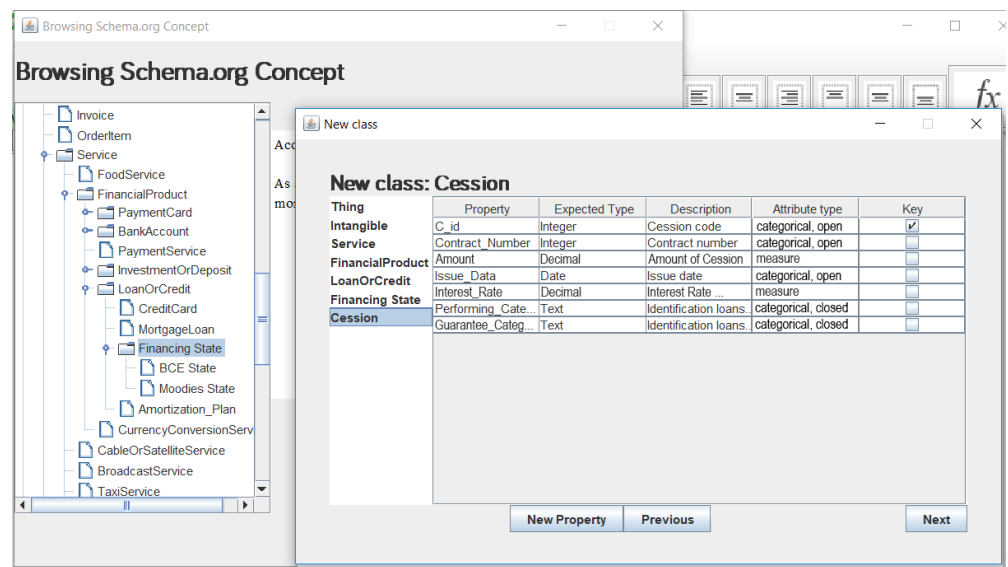 Browsing Schema.org Concept
Browsing Schema.org Concept
Invoice
OrderItem
Service
FoodService
FinancialProduct
PaymentCard
BankAccount
PaymentService
InvestmentOrDeposit
LoanOrCredit
CreditCard
MortgageLoan
Financing State
BCE State
Moodies State
Amortization_Plan
CurrencyConversionServ
CableOrSatelliteService
BroadcastService
TaxiService
Acc
As
mo
fx
New class
New class: Cession
Thing
Intangible
Service
FinancialProduct
LoanOrCredit
Financing State
Cession
Property Expected Type Description Attribute type Key
C_id Integer Cession code categorical, open
Contract_Number Integer Contract number categorical, open
Amount Decimal Amount of Cession measure
Issue_Data Date Issue date categorical, open
Interest_Rate Decimal Interest Rate ... measure
Performing_Cate... Text Identification loans.. categorical, closed
Guarantee_Categ... Text Identification loans.. categorical, closed
New Property Previous Next